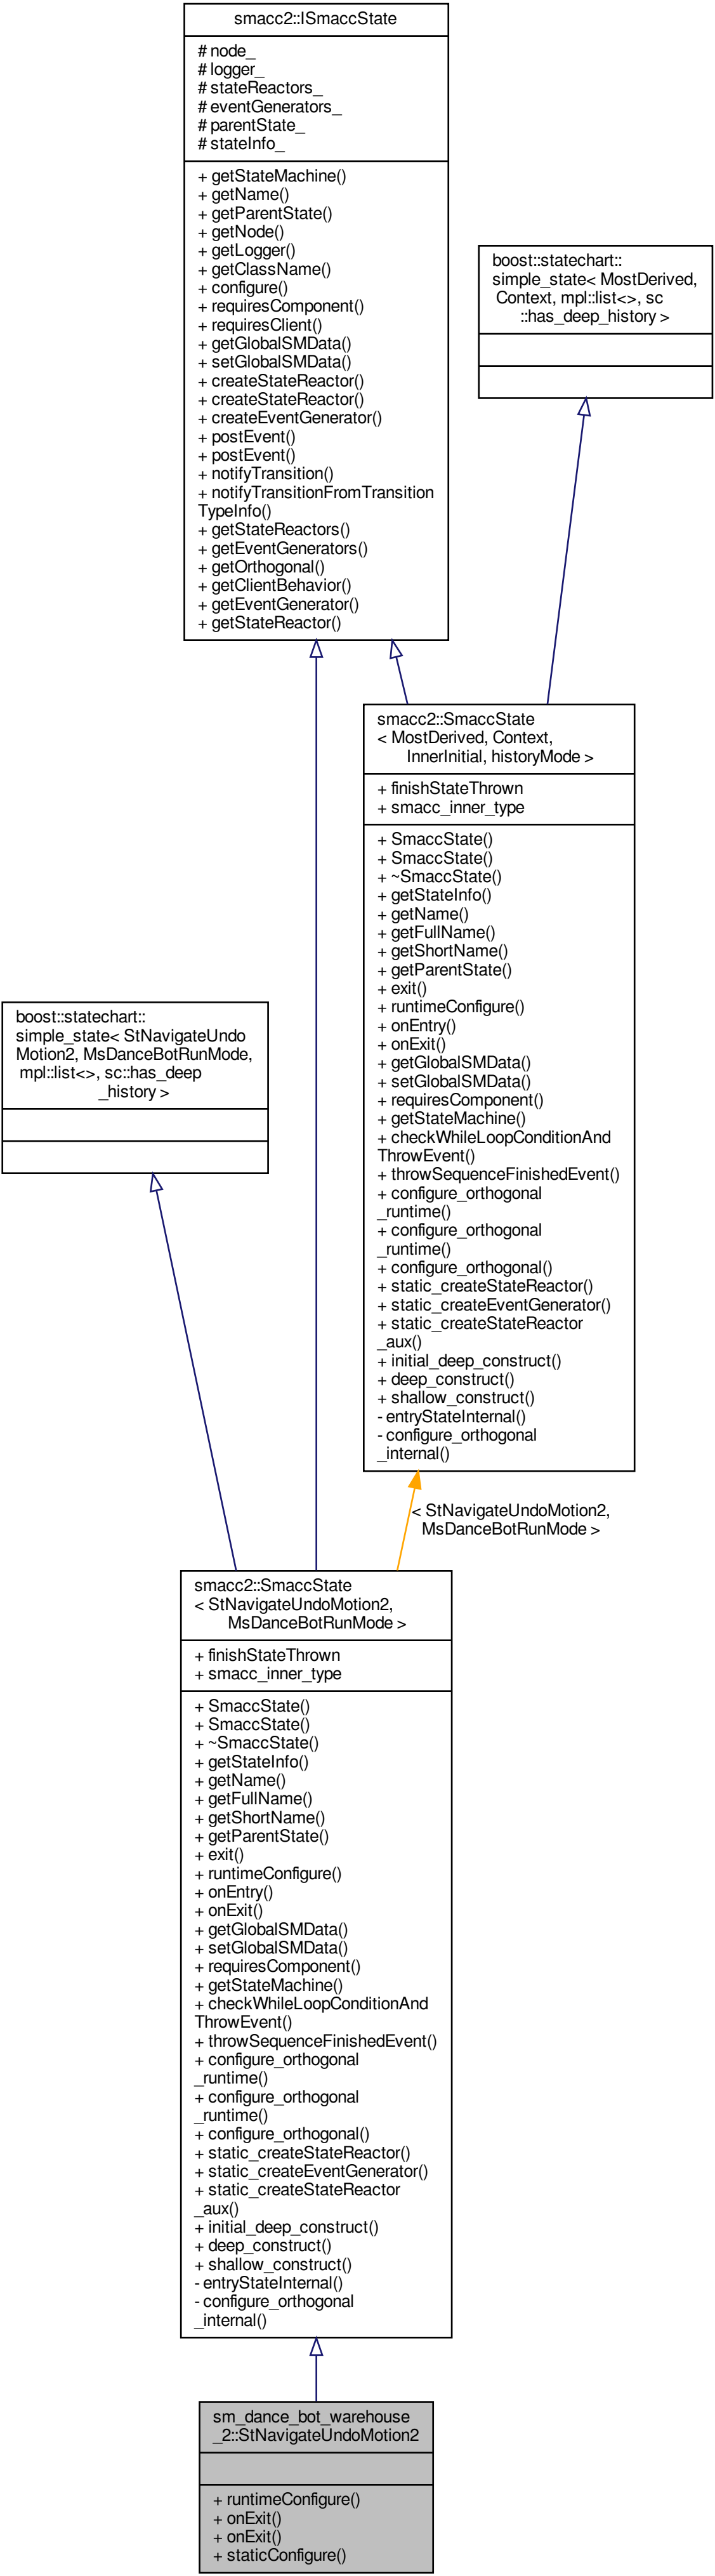 smacc2::ISmaccState
# node_
# logger_
# stateReactors_
# eventGenerators_
# parentState_
# stateInfo_
+ getStateMachine()
+ getName()
+ getParentState()
+ getNode()
+ getLogger()
+ getClassName()
+ configure()
+ requiresComponent()
+ requiresClient()
+ getGlobalSMData()
+ setGlobalSMData()
+ createStateReactor()
+ createStateReactor()
+ createEventGenerator()
+ postEvent()
+ postEvent()
+ notifyTransition()
+ notifyTransitionFromTransition
TypeInfo()
+ getStateReactors()
+ getEventGenerators()
+ getOrthogonal()
+ getClientBehavior()
+ getEventGenerator()
+ getStateReactor()
boost::statechart::
simple_state< MostDerived,
Context, mpl::list<>, sc
::has_deep_history >
smacc2::SmaccState
< MostDerived, Context,
InnerInitial, historyMode >
+ finishStateThrown
+ smacc_inner_type
+ SmaccState()
+ SmaccState()
+ ~SmaccState()
+ getStateInfo()
+ getName()
+ getFullName()
+ getShortName()
+ getParentState()
+ exit()
+ runtimeConfigure()
+ onEntry()
+ onExit()
+ getGlobalSMData()
+ setGlobalSMData()
+ requiresComponent()
+ getStateMachine()
+ checkWhileLoopConditionAnd
ThrowEvent()
+ throwSequenceFinishedEvent()
+ configure_orthogonal
_runtime()
+ configure_orthogonal
_runtime()
+ configure_orthogonal()
+ static_createStateReactor()
+ static_createEventGenerator()
+ static_createStateReactor
_aux()
+ initial_deep_construct()
+ deep_construct()
+ shallow_construct()
- entryStateInternal()
- configure_orthogonal
_internal()
boost::statechart::
simple_state< StNavigateUndo
Motion2, MsDanceBotRunMode,
mpl::list<>, sc::has_deep
_history >
< StNavigateUndoMotion2,
MsDanceBotRunMode >
smacc2::SmaccState
< StNavigateUndoMotion2,
MsDanceBotRunMode >
+ finishStateThrown
+ smacc_inner_type
+ SmaccState()
+ SmaccState()
+ ~SmaccState()
+ getStateInfo()
+ getName()
+ getFullName()
+ getShortName()
+ getParentState()
+ exit()
+ runtimeConfigure()
+ onEntry()
+ onExit()
+ getGlobalSMData()
+ setGlobalSMData()
+ requiresComponent()
+ getStateMachine()
+ checkWhileLoopConditionAnd
ThrowEvent()
+ throwSequenceFinishedEvent()
+ configure_orthogonal
_runtime()
+ configure_orthogonal
_runtime()
+ configure_orthogonal()
+ static_createStateReactor()
+ static_createEventGenerator()
+ static_createStateReactor
_aux()
+ initial_deep_construct()
+ deep_construct()
+ shallow_construct()
- entryStateInternal()
- configure_orthogonal
_internal()
sm_dance_bot_warehouse
_2::StNavigateUndoMotion2
+ runtimeConfigure()
+ onExit()
+ onExit()
+ staticConfigure()